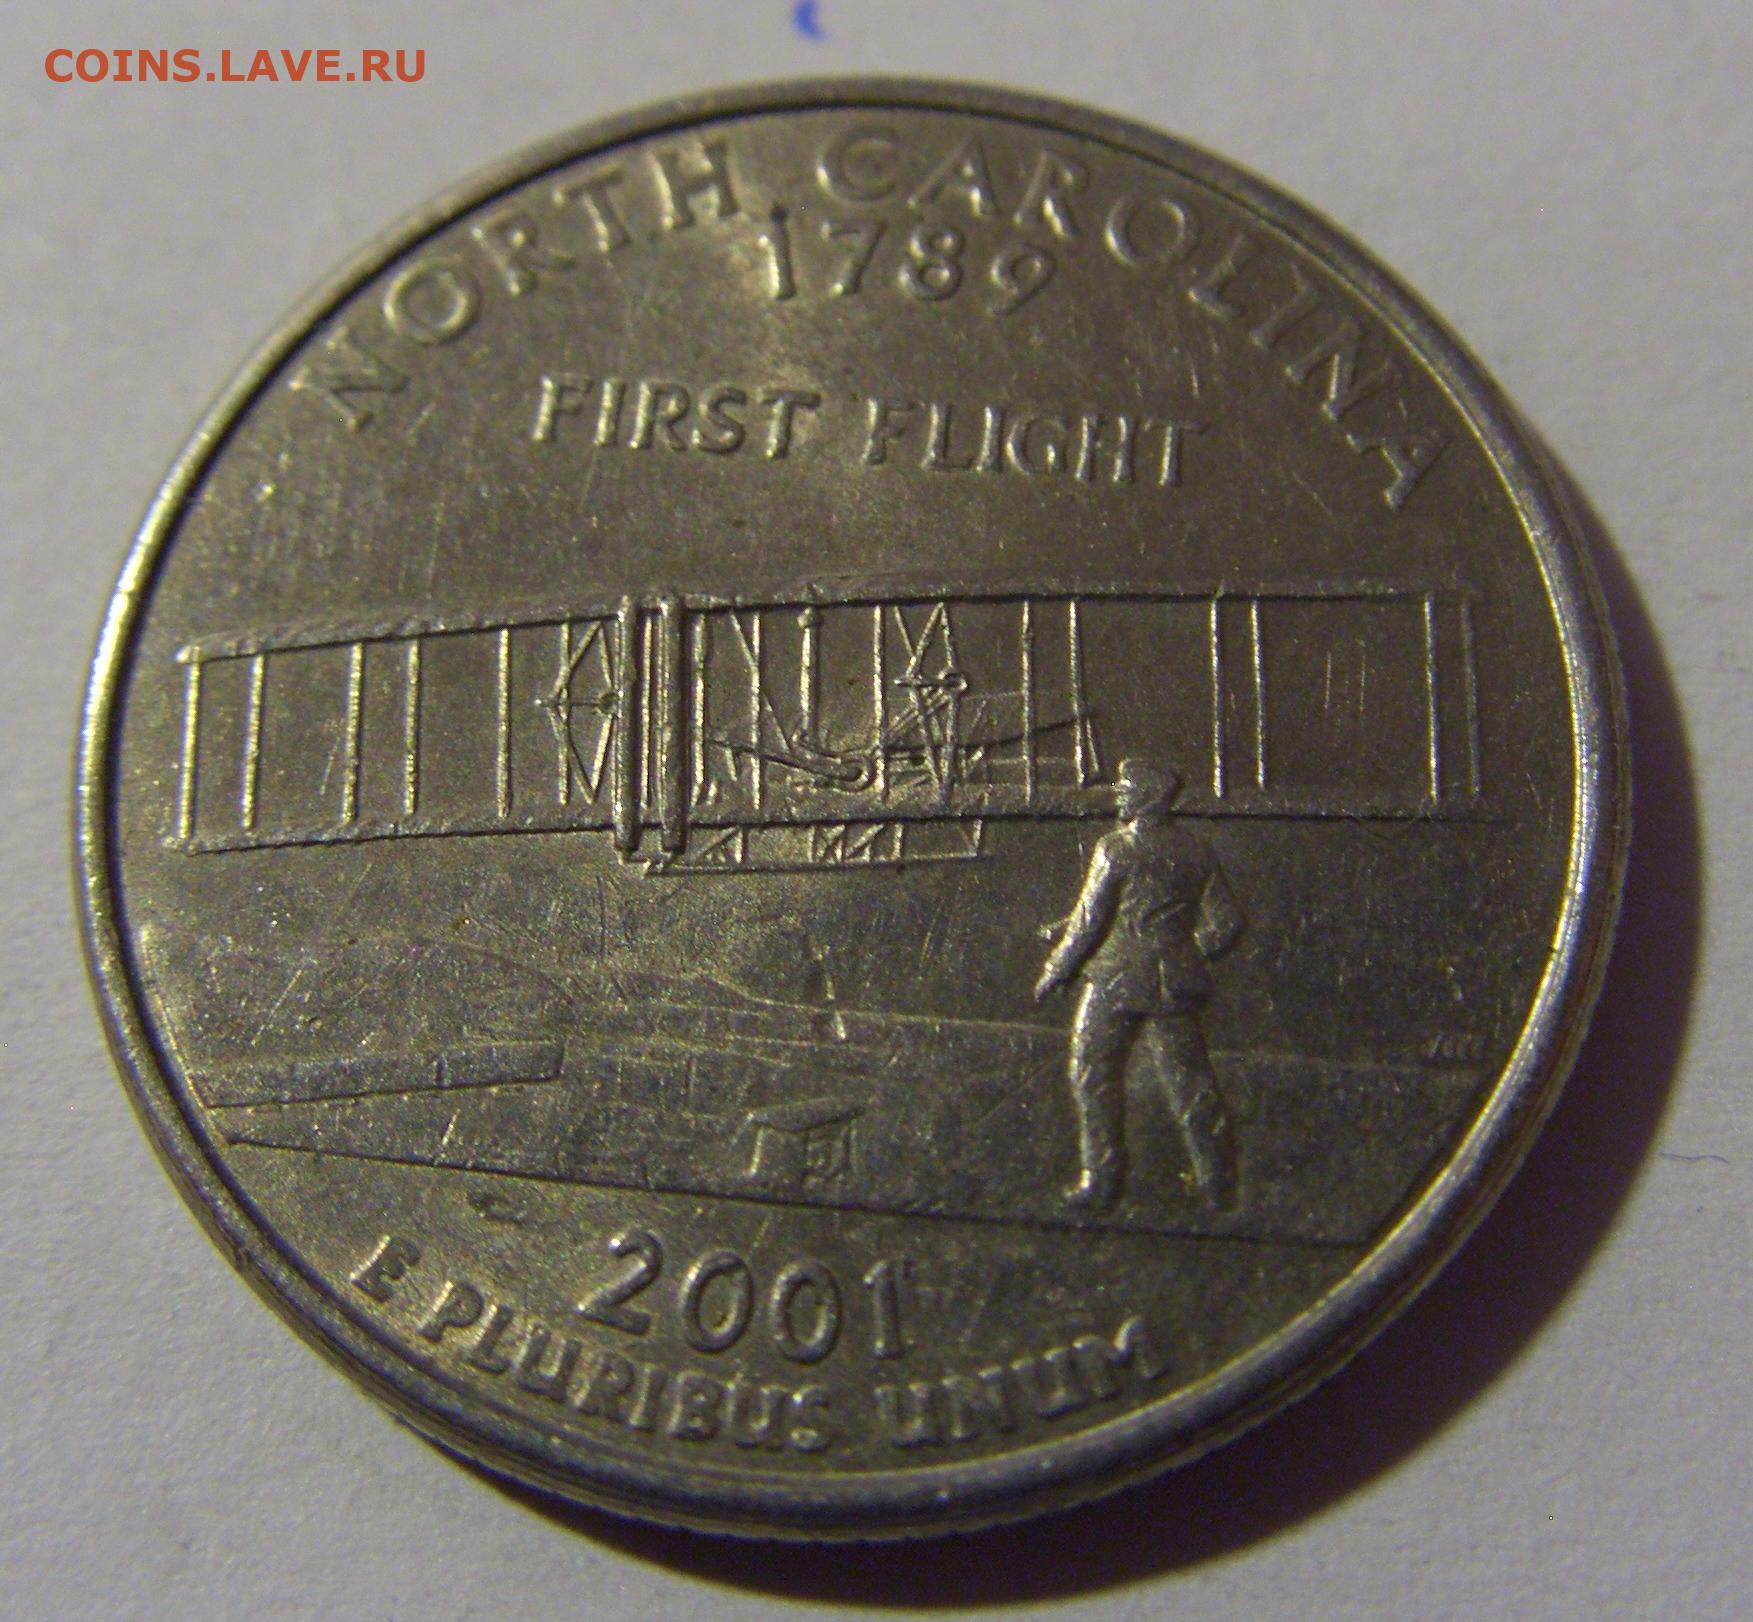 COINS.LAVE.RU
NORTH CAROLINA
1789
FIRST FLIGHT
2001
E PLURIBUS UNUM